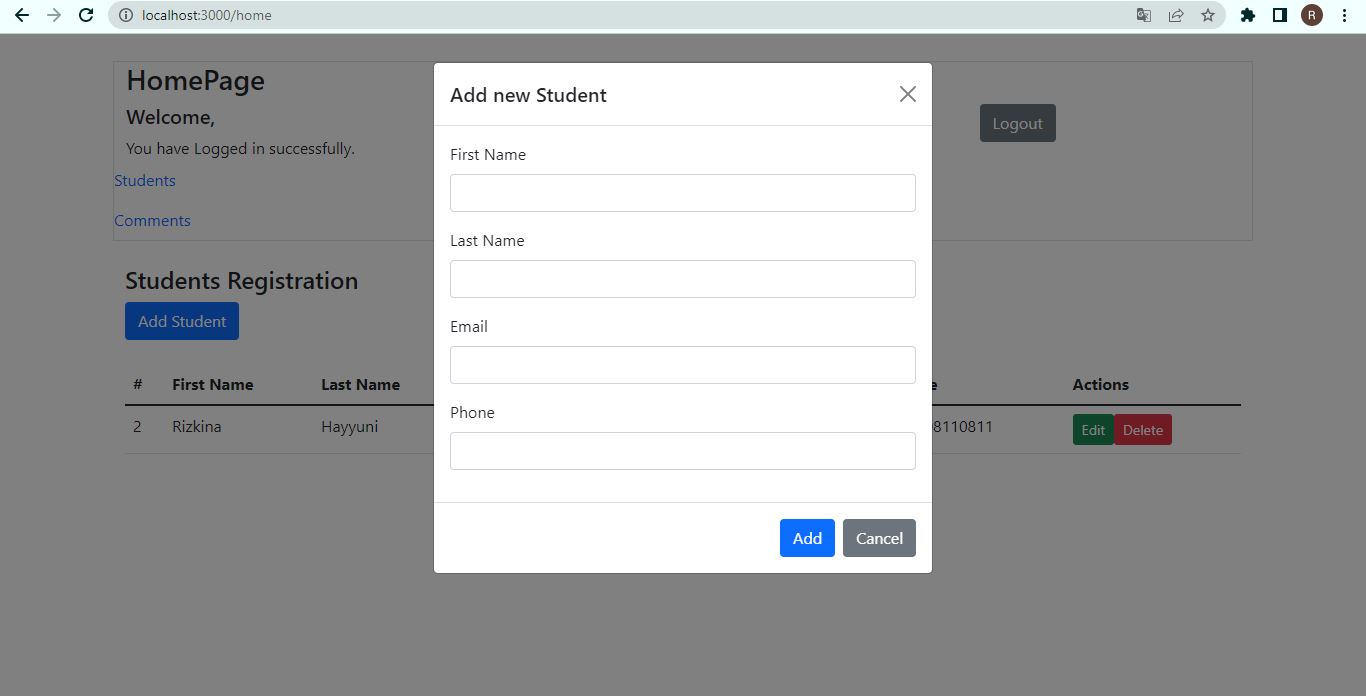 localhost:3000/home
R
HomePage
Welcome,
You have Logged in successfully.
Students
Comments
Logout
Students Registration
Add Student
# First Name Last Name Actions
2 Rizkina Hayyuni 8110811 Edit Delete
Add new Student
First Name
Last Name
Email
Phone
Add Cancel